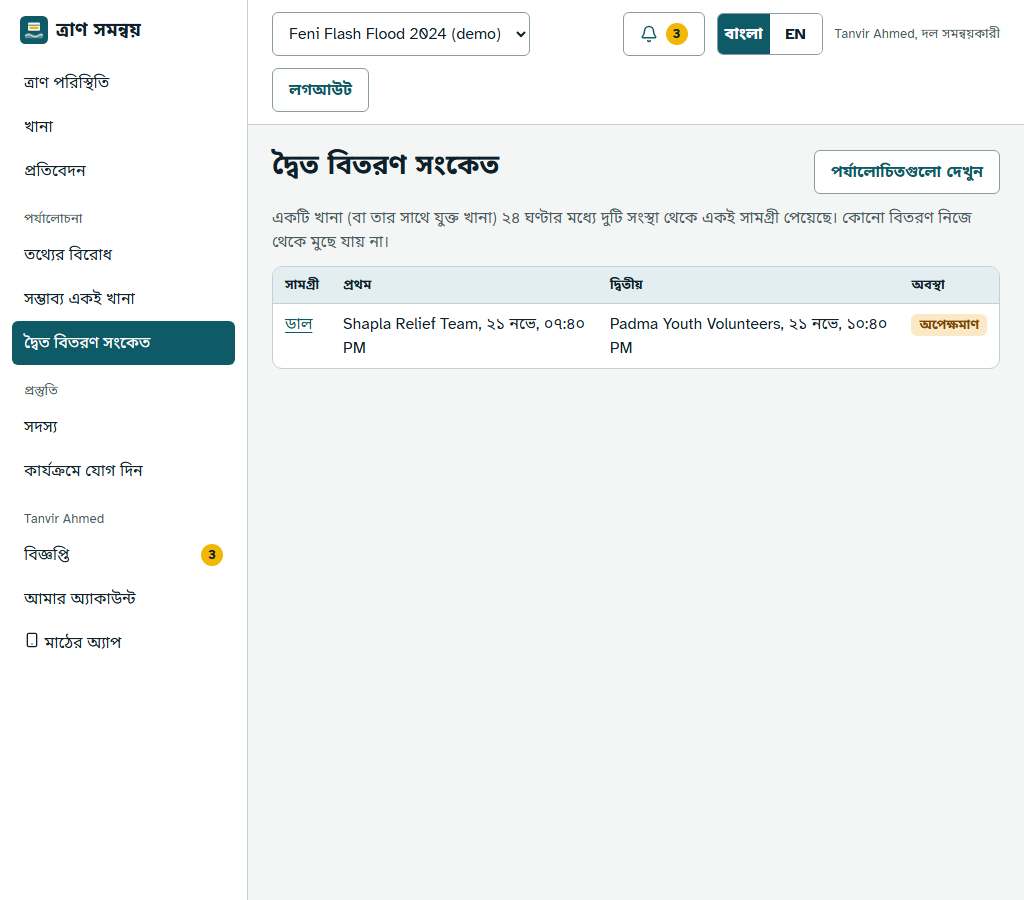 ত্রাণ সমন্বয়
ত্রাণ পরিস্থিতি
খানা
প্রতিবেদন
পর্যালোচনা
তথ্যের বিরোধ
সম্ভাব্য একই খানা
দ্বৈত বিতরণ সংকেত
প্রস্তুতি
সদস্য
কার্যক্রমে যোগ দিন
Tanvir Ahmed
বিজ্ঞপ্তি 3
আমার অ্যাকাউন্ট
মাঠের অ্যাপ
Feni Flash Flood 2024 (demo) 3 বাংলা EN Tanvir Ahmed, দল সমন্বয়কারী
লগআউট
দ্বৈত বিতরণ সংকেত
পর্যালোচিতগুলো দেখুন
একটি খানা (বা তার সাথে যুক্ত খানা) ২৪ ঘণ্টার মধ্যে দুটি সংস্থা থেকে একই সামগ্রী পেয়েছে। কোনো বিতরণ নিজে
থেকে মুছে যায় না।
সামগ্রী প্রথম দ্বিতীয় অবস্থা
ডাল Shapla Relief Team, ২১ নভে, ০৭:৪০ Padma Youth Volunteers, ২১ নভে, ১০:৪০ অপেক্ষমাণ
PM PM